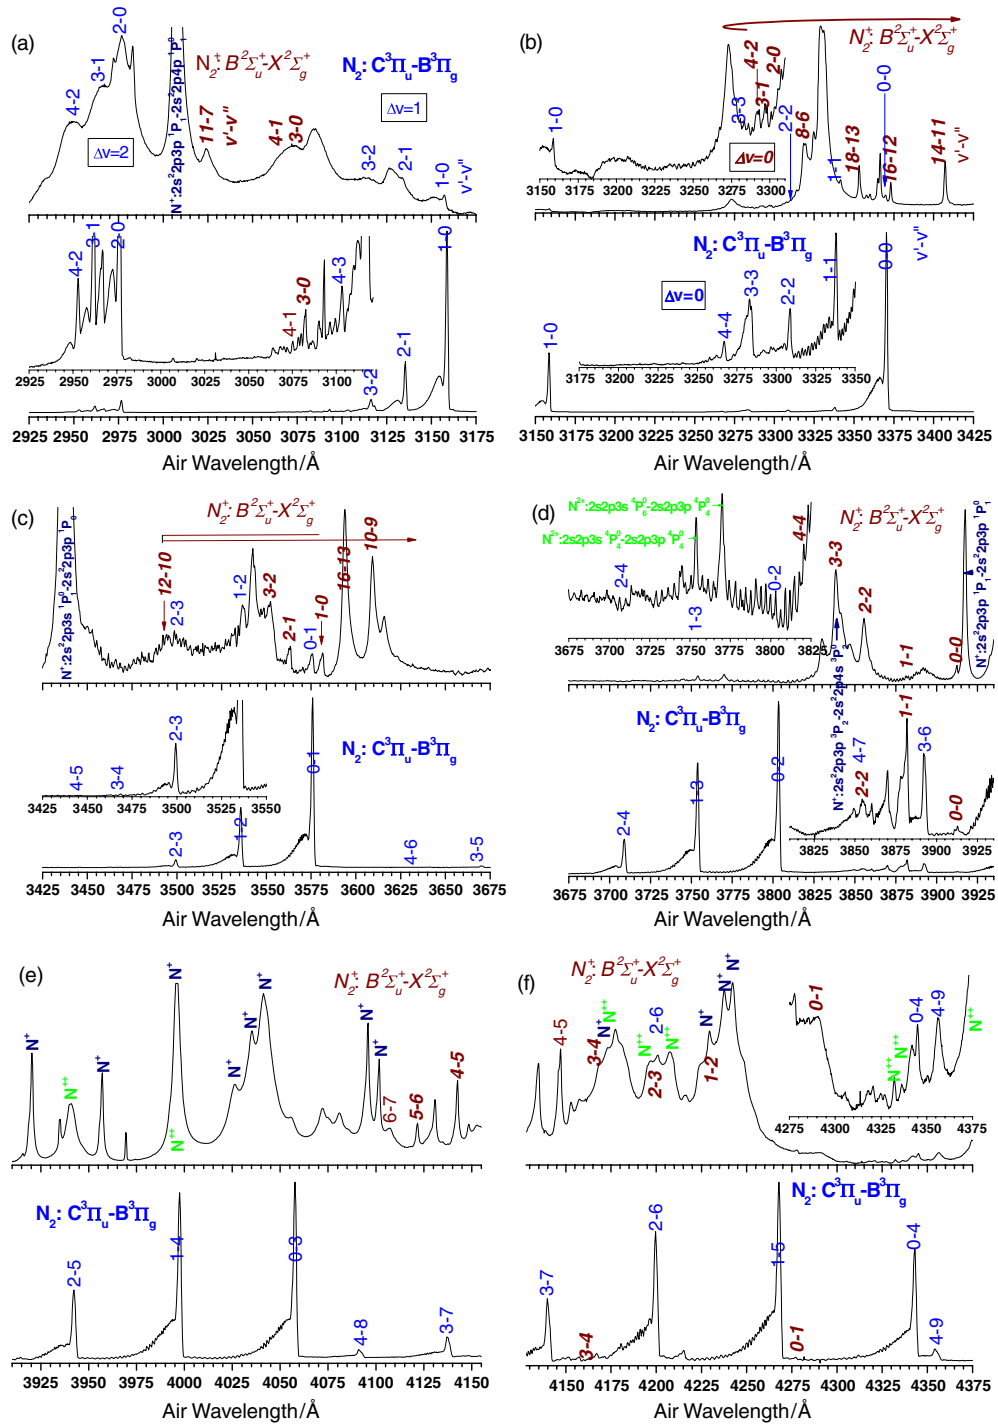 (a)
2-0
3-1
4-2
Δv=2
N⁺:2s²2p3p ¹P₁-2s²2p4p ¹P⁰₁
N₂⁺: B²Σᵤ⁺-X²Σg⁺
11-7
v'-v''
4-1
3-0
N₂: C³Πᵤ-B³Πg
Δv=1
3-2
2-1
1-0
v'-v''
4-2
3-1
2-0
4-1
3-0
4-3
3-2
2-1
1-0
2925 2950 2975 3000 3025 3050 3075 3100
2925 2950 2975 3000 3025 3050 3075 3100 3125 3150 3175
Air Wavelength/Å
(b)
N₂⁺: B²Σᵤ⁺-X²Σg⁺
1-0
3-3
4-2
3-1
2-0
Δv=0
2-2
8-6
1-1
18-13
0-0
16-12
14-11
v'-v''
3150 3175 3200 3225 3250 3275 3300
N₂: C³Πᵤ-B³Πg
v'-v''
Δv=0
1-0
4-4
3-3
2-2
1-1
0-0
3175 3200 3225 3250 3275 3300 3325 3350
3150 3175 3200 3225 3250 3275 3300 3325 3350 3375 3400 3425
Air Wavelength/Å
(c)
N₂⁺: B²Σᵤ⁺-X²Σg⁺
N⁺:2s²2p3s ¹P⁰₁-2s²2p3p ¹P₀
12-10
2-3
1-2
3-2
2-1
0-1
1-0
16-13
10-9
N₂: C³Πᵤ-B³Πg
4-5
3-4
2-3
3425 3450 3475 3500 3525 3550
2-3
1-2
0-1
4-6
3-5
3425 3450 3475 3500 3525 3550 3575 3600 3625 3650 3675
Air Wavelength/Å
(d)
N²⁺:2s2p3s ⁴P⁰₆-2s2p3p ⁴P⁰₄
N²⁺:2s2p3s ⁴P⁰₄-2s2p3p ⁴P⁰₄
2-4
1-3
0-2
4-4
3675 3700 3725 3750 3775 3800 3825
N₂⁺: B²Σᵤ⁺-X²Σg⁺
3-3
2-2
1-1
0-0
N⁺:2s²2p3p ¹P₁-2s²2p3p ¹P⁰₁
N⁺:2s²2p3p ³P₂-2s²2p4s ³P⁰₂
N₂: C³Πᵤ-B³Πg
2-4
1-3
0-2
4-7
2-2
1-1
3-6
0-0
3825 3850 3875 3900 3925
3675 3700 3725 3750 3775 3800 3825 3850 3875 3900 3925
Air Wavelength/Å
(e)
N₂⁺: B²Σᵤ⁺-X²Σg⁺
N⁺
N⁺⁺
N⁺
N⁺
N⁺⁺
N⁺
N⁺
N⁺
N⁺
N⁺
6-7
5-6
4-5
N₂: C³Πᵤ-B³Πg
2-5
1-4
0-3
4-8
3-7
3925 3950 3975 4000 4025 4050 4075 4100 4125 4150
Air Wavelength/Å
(f)
N₂⁺: B²Σᵤ⁺-X²Σg⁺
4-5
3-4
N⁺
N⁺⁺
N⁺⁺
2-3
2-6
N⁺⁺
1-2
N⁺
N⁺
N⁺
0-1
N⁺⁺
N⁺⁺
0-4
4-9
N⁺⁺
4275 4300 4325 4350 4375
N₂: C³Πᵤ-B³Πg
3-7
3-4
2-6
1-5
0-1
0-4
4-9
4150 4175 4200 4225 4250 4275 4300 4325 4350 4375
Air Wavelength/Å